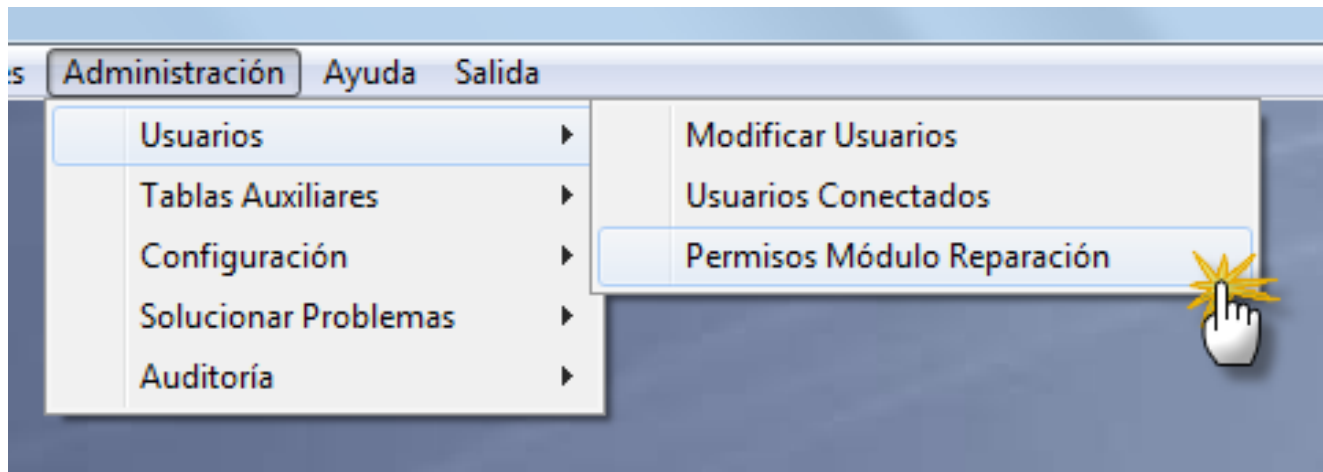 Administración Ayuda Salida
Usuarios
Tablas Auxiliares
Configuración
Solucionar Problemas
Auditoría
Modificar Usuarios
Usuarios Conectados
Permisos Módulo Reparación